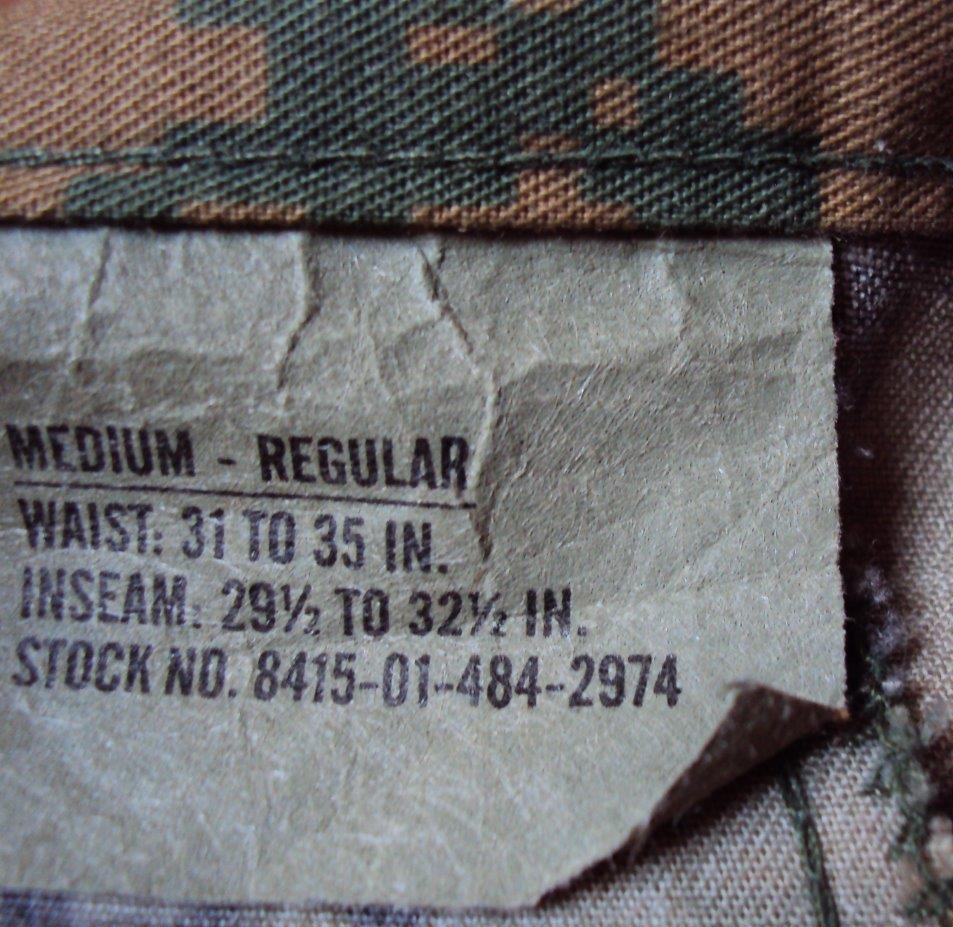 MEDIUM - REGULAR
WAIST: 31 TO 35 IN.
INSEAM: 29½ TO 32½ IN.
STOCK NO. 8415-01-484-2974